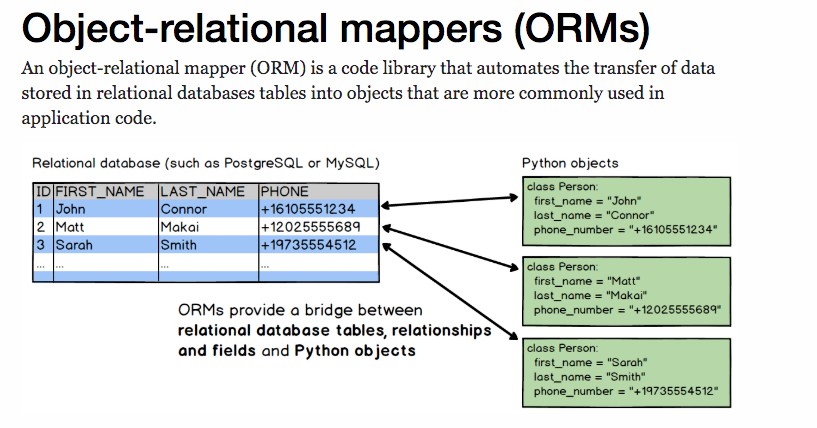 Object-relational mappers (ORMs)
An object-relational mapper (ORM) is a code library that automates the transfer of data
stored in relational databases tables into objects that are more commonly used in
application code.
Relational database (such as PostgreSQL or MySQL)
ID FIRST_NAME LAST_NAME PHONE
1 John Connor +16105551234
2 Matt Makai +12025555689
3 Sarah Smith +19735554512
... ... ... ...
ORMs provide a bridge between
relational database tables, relationships
and fields and Python objects
Python objects
class Person:
first_name = "John"
last_name = "Connor"
phone_number = "+16105551234"
class Person:
first_name = "Matt"
last_name = "Makai"
phone_number = "+12025555689"
class Person:
first_name = "Sarah"
last_name = "Smith"
phone_number = "+19735554512"